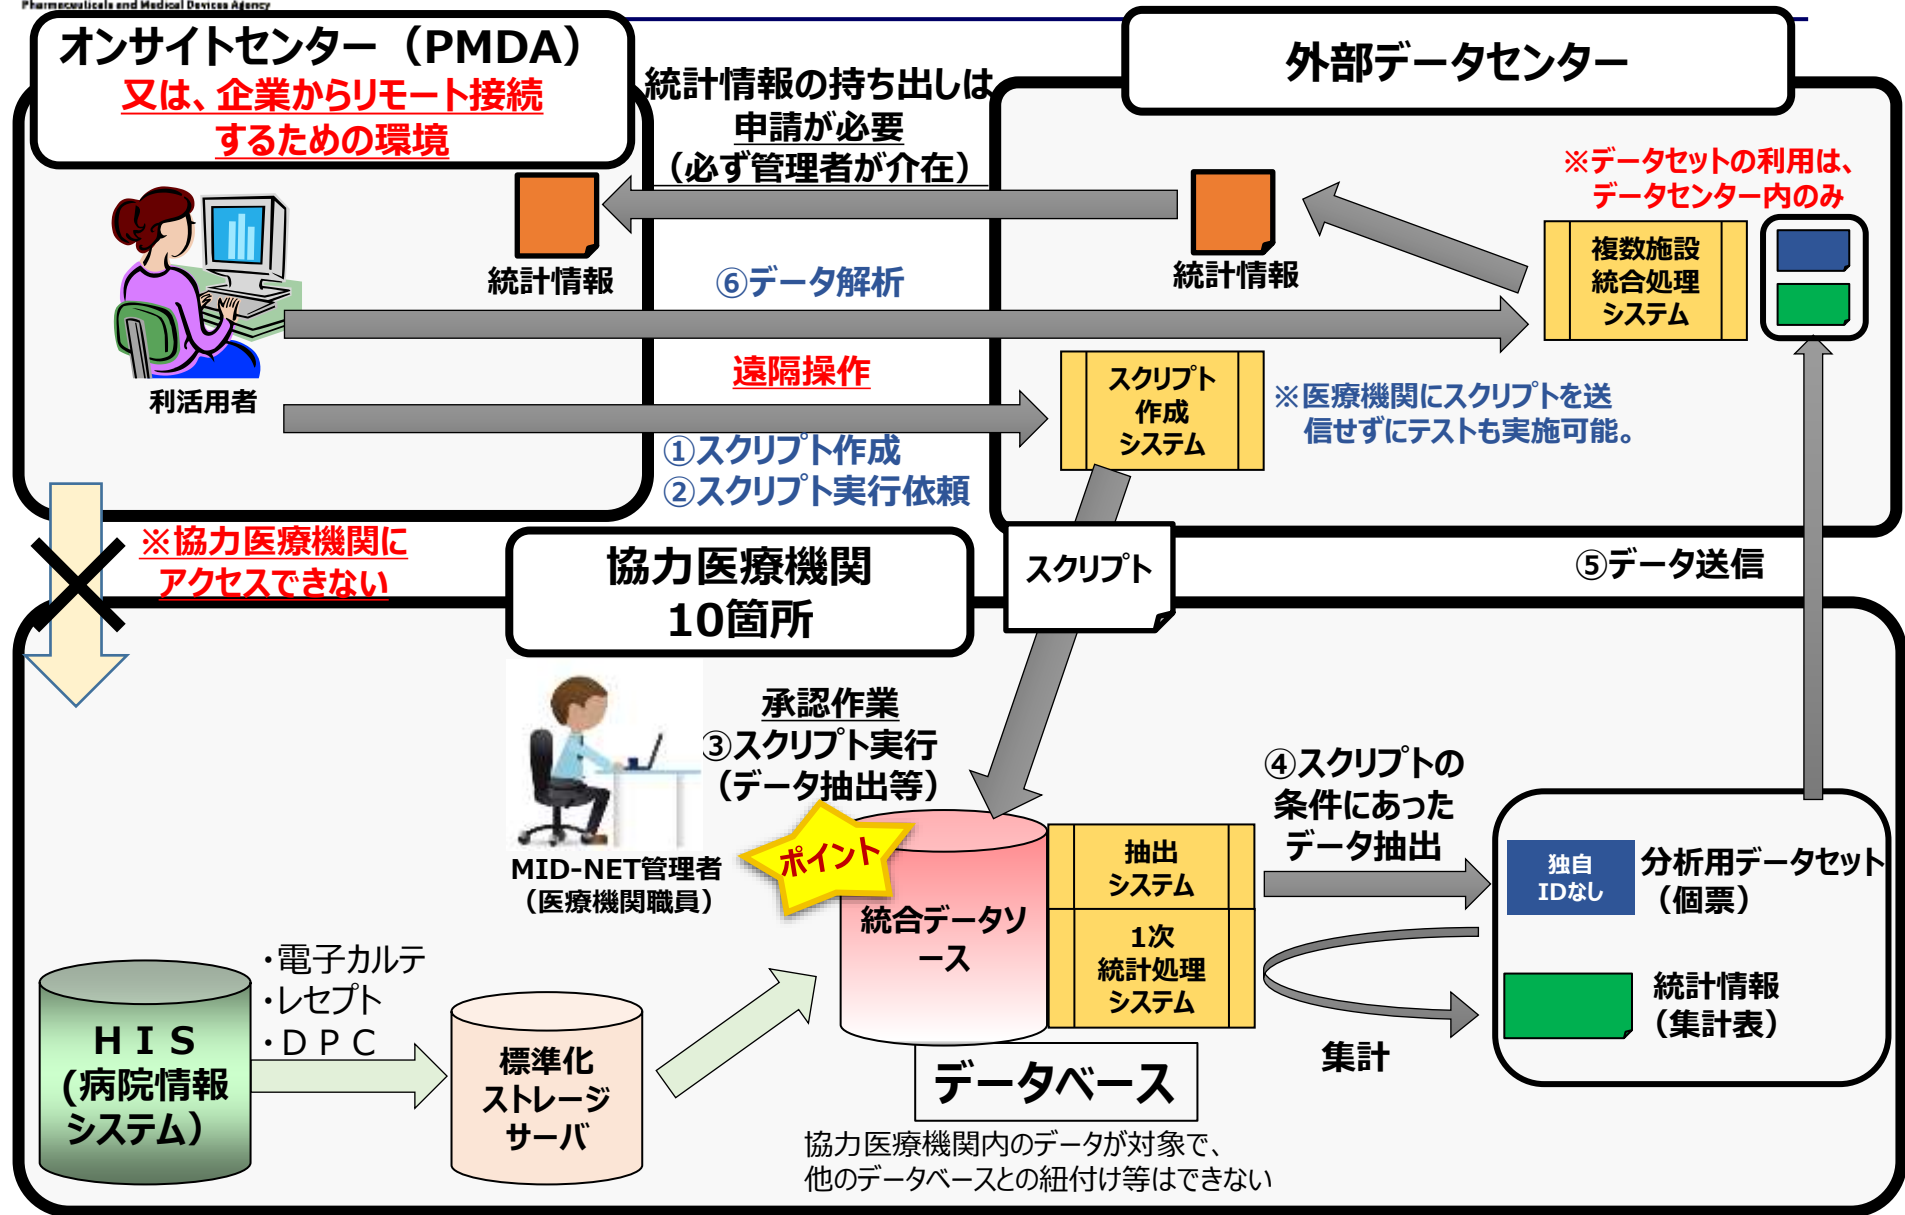 Pharmaceuticals and Medical Devices Agency
オンサイトセンター（PMDA）
又は、企業からリモート接続
するための環境
統計情報の持ち出しは
申請が必要
（必ず管理者が介在）
外部データセンター
※データセットの利用は、
データセンター内のみ
統計情報
統計情報
複数施設
統合処理
システム
⑥データ解析
利活用者
遠隔操作
スクリプト
作成
システム
※医療機関にスクリプトを送
信せずにテストも実施可能。
①スクリプト作成
②スクリプト実行依頼
※協力医療機関に
アクセスできない
協力医療機関
10箇所
スクリプト
⑤データ送信
承認作業
③スクリプト実行
（データ抽出等）
MID-NET管理者
（医療機関職員）
ポイント
④スクリプトの
条件にあった
データ抽出
統合データソ
ース
抽出
システム
1次
統計処理
システム
独自
IDなし
分析用データセット
（個票）
統計情報
（集計表）
集計
・電子カルテ
・レセプト
・ＤＰＣ
ＨＩＳ
(病院情報
システム）
標準化
ストレージ
サーバ
データベース
協力医療機関内のデータが対象で、
他のデータベースとの紐付け等はできない